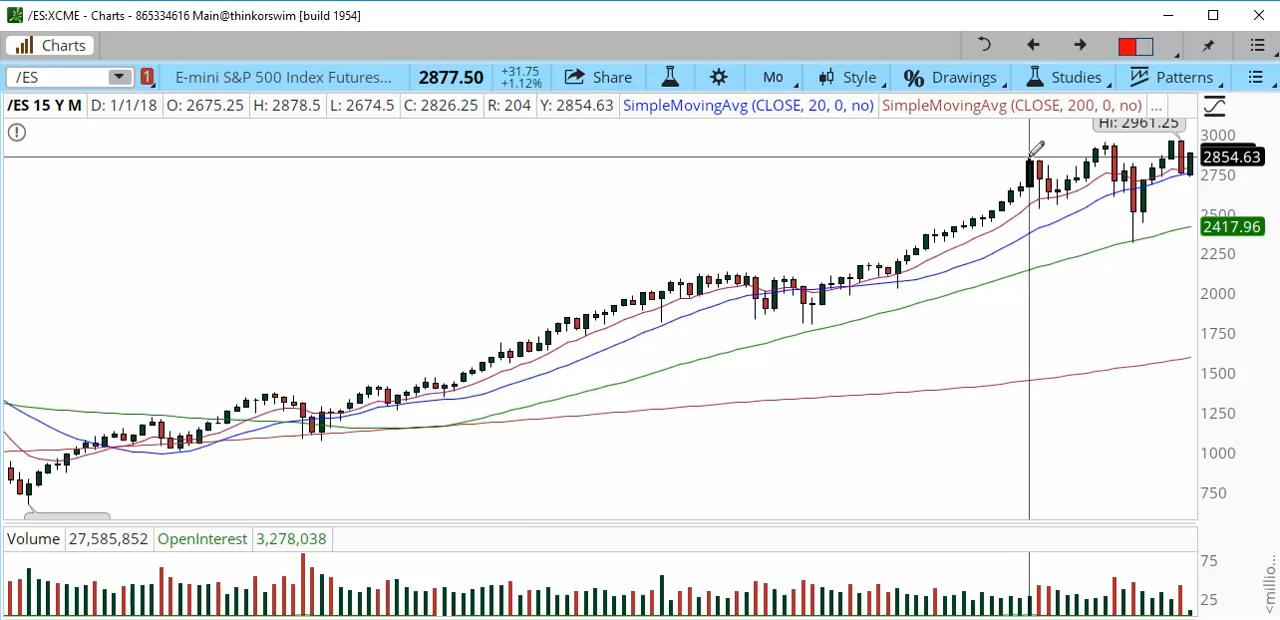 /ES:XCME - Charts - 865334616 Main@thinkorswim [build 1954]
Charts
/ES 1 E-mini S&P 500 Index Futures... 2877.50 +31.75 Share Mo Style % Drawings Studies Patterns
+1.12%
/ES 15 Y M D: 1/1/18 O: 2675.25 H: 2878.5 L: 2674.5 C: 2826.25 R: 204 Y: 2854.63 SimpleMovingAvg (CLOSE, 20, 0, no) SimpleMovingAvg (CLOSE, 200, 0, no) ...
Hi: 2961.25
3000
2854.63
2750
2500
2417.96
2250
2000
1750
1500
1250
1000
750
Volume 27,585,852 OpenInterest 3,278,038
75
25
<millio...